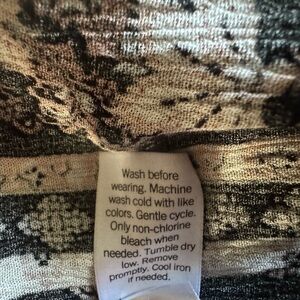 Wash before
wearing. Machine
wash cold with like
colors. Gentle cycle.
Only non-chlorine
bleach when
needed. Tumble dry
low. Remove
promptly. Cool iron
if needed.